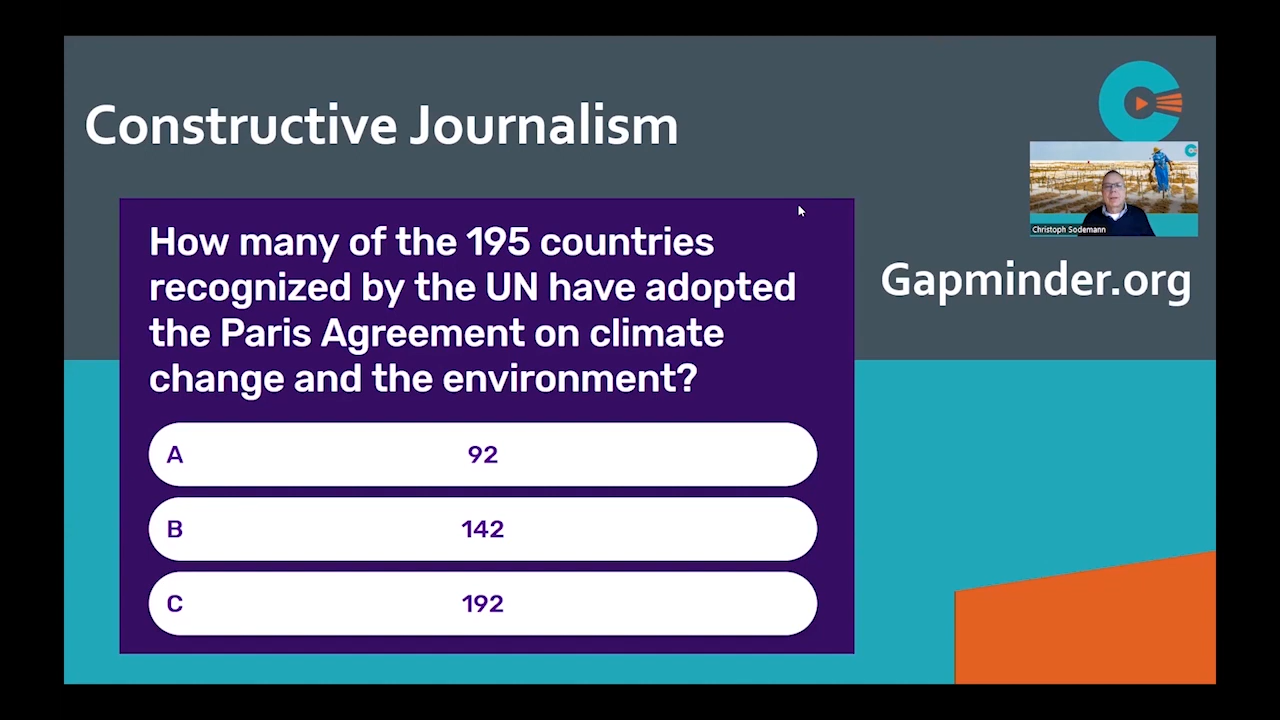 Constructive Journalism
How many of the 195 countries
recognized by the UN have adopted
the Paris Agreement on climate
change and the environment?
A 92
B 142
C 192
Christoph Sodemann
Gapminder.org